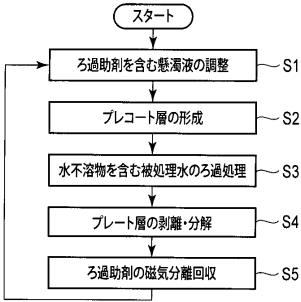 スタート
ろ過助剤を含む懸濁液の調整
S1
プレコート層の形成
S2
水不溶物を含む被処理水のろ過処理
S3
プレート層の剥離・分解
S4
ろ過助剤の磁気分離回収
S5